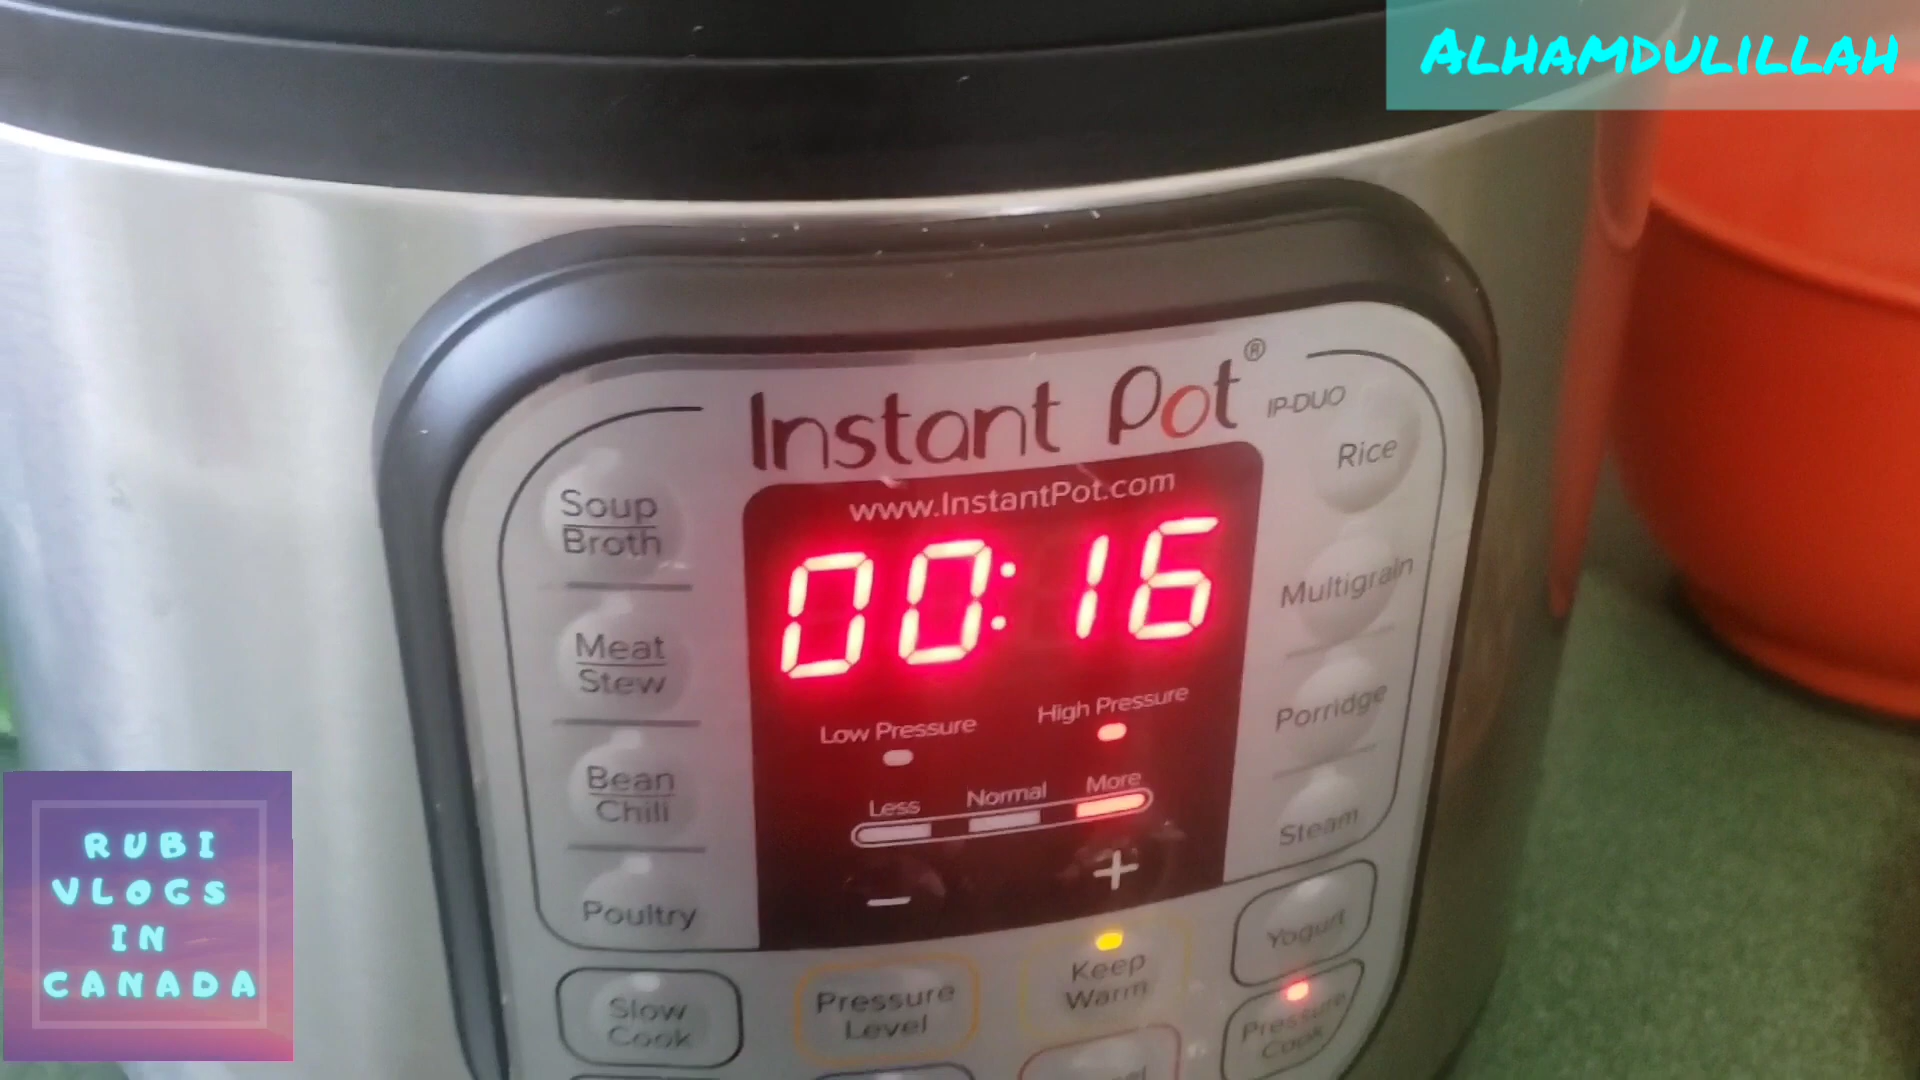 ALHAMDULILLAH
Instant Pot®
IP-DUO
www.InstantPot.com
00:16
Low Pressure
High Pressure
Less
Normal
More
−
+
Soup
Broth
Meat
Stew
Bean
Chili
Poultry
Rice
Multigrain
Porridge
Steam
Slow
Cook
Pressure
Level
Keep
Warm
Yogurt
Pressure
Cook
RUBI
VLOGS
IN
CANADA